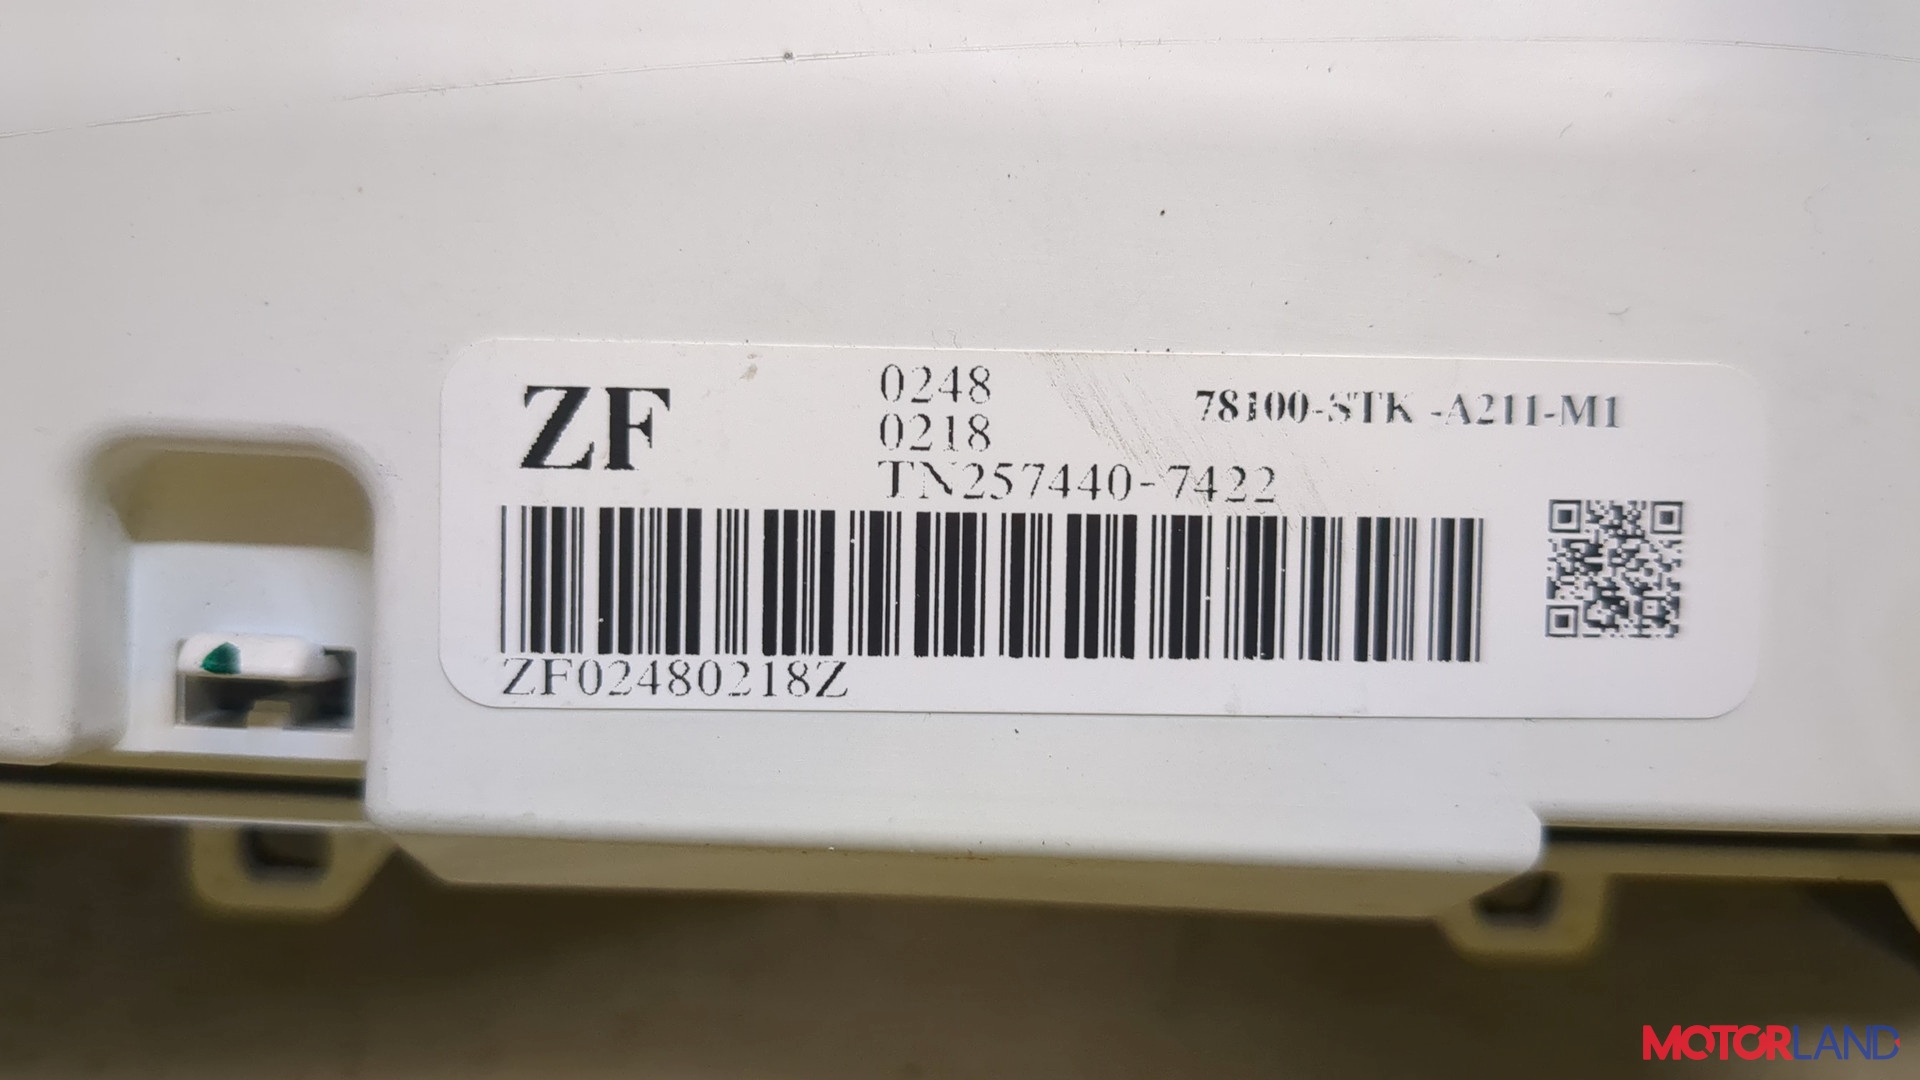 ZF
0248
0218
TN257440-7422
78100-STK -A211-M1
ZF02480218Z
MOTORLAND